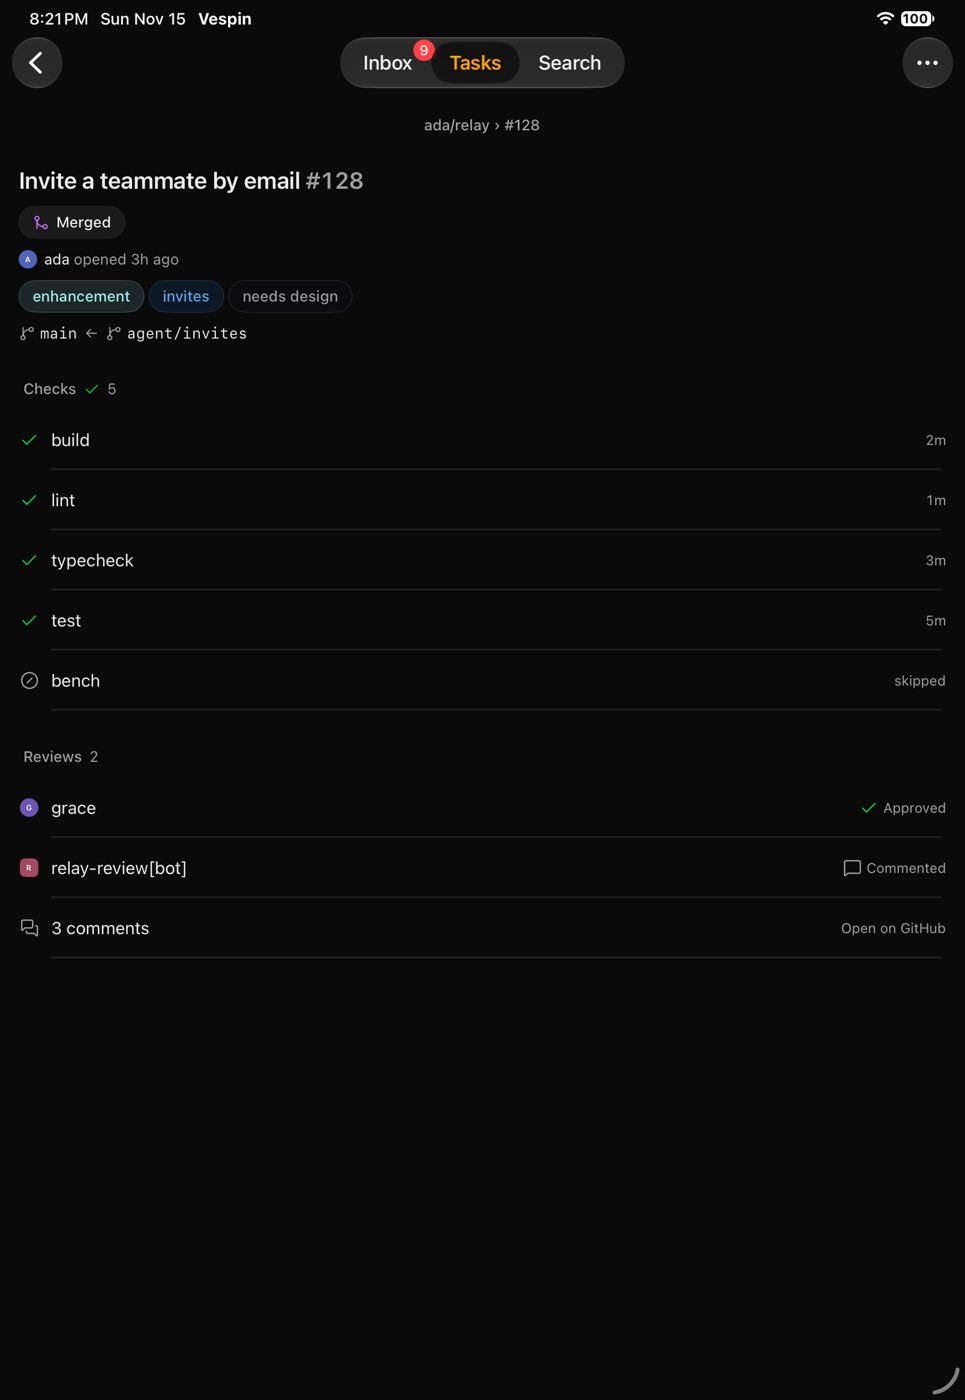 8:21 PM Sun Nov 15 Vespin
100
Inbox 9 Tasks Search
ada/relay › #128
Invite a teammate by email #128
Merged
A ada opened 3h ago
enhancement invites needs design
main ← agent/invites
Checks 5
build 2m
lint 1m
typecheck 3m
test 5m
bench skipped
Reviews 2
G grace Approved
R relay-review[bot] Commented
3 comments Open on GitHub